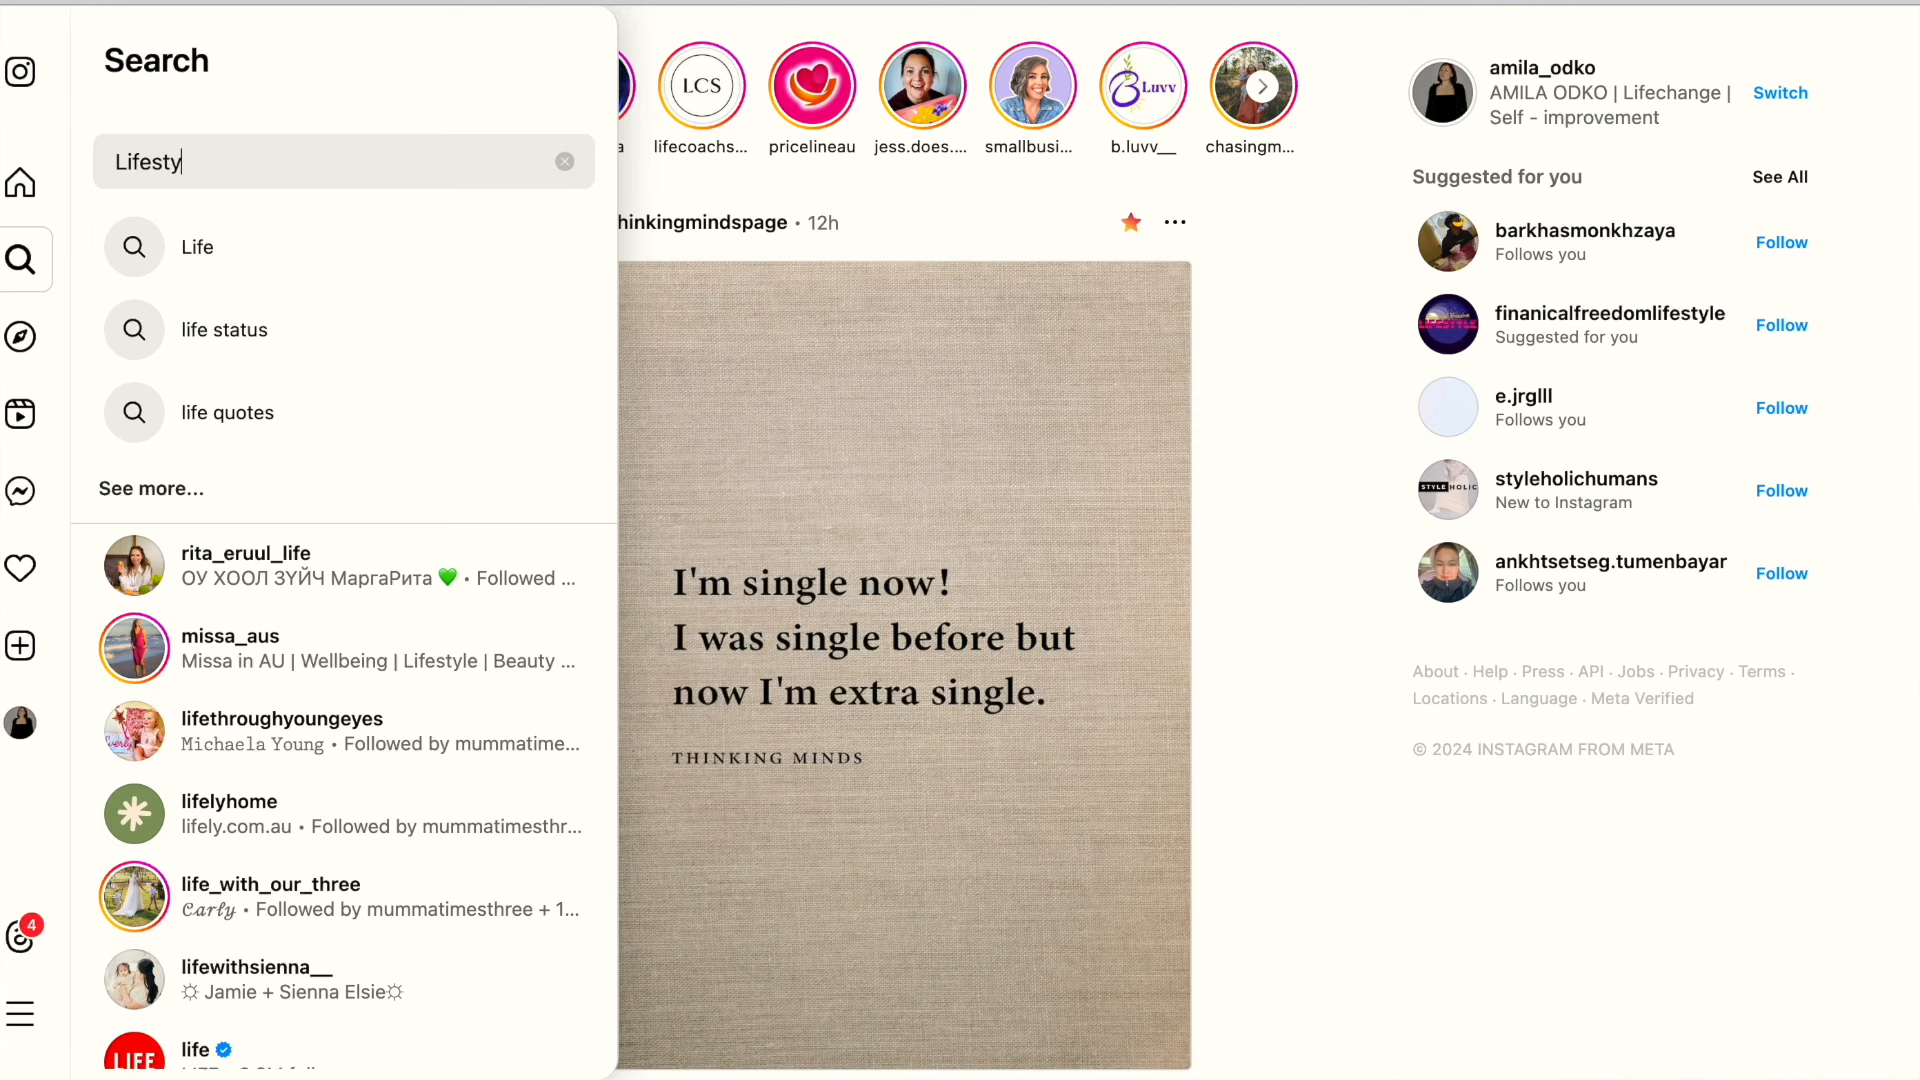 Search
Lifesty
Life
life status
life quotes
See more...
rita_eruul_life
ОУ ХООЛ ЗҮЙЧ МаргаРита 💚 • Followed ...
missa_aus
Missa in AU | Wellbeing | Lifestyle | Beauty ...
lifethroughyoungeyes
Michaela Young • Followed by mummatime...
lifelyhome
lifely.com.au • Followed by mummatimesthr...
life_with_our_three
𝓒𝓪𝓻𝓵𝔂 • Followed by mummatimesthree + 1...
lifewithsienna__
☼ Jamie + Sienna Elsie☼
LIFE
life
LCS
B Luvv
a
lifecoachs...
pricelineau
jess.does....
smallbusi...
b.luvv__
chasingm...
hinkingmindspage • 12h
I'm single now!
I was single before but
now I'm extra single.
THINKING MINDS
amila_odko
AMILA ODKO | Lifechange |
Self - improvement
Switch
Suggested for you
See All
barkhasmonkhzaya
Follows you
Follow
finanicalfreedomlifestyle
Suggested for you
Follow
LIFESTYLE
e.jrglll
Follows you
Follow
STYLE HOLIC
styleholichumans
New to Instagram
Follow
ankhtsetseg.tumenbayar
Follows you
Follow
About · Help · Press · API · Jobs · Privacy · Terms ·
Locations · Language · Meta Verified
© 2024 INSTAGRAM FROM META
4